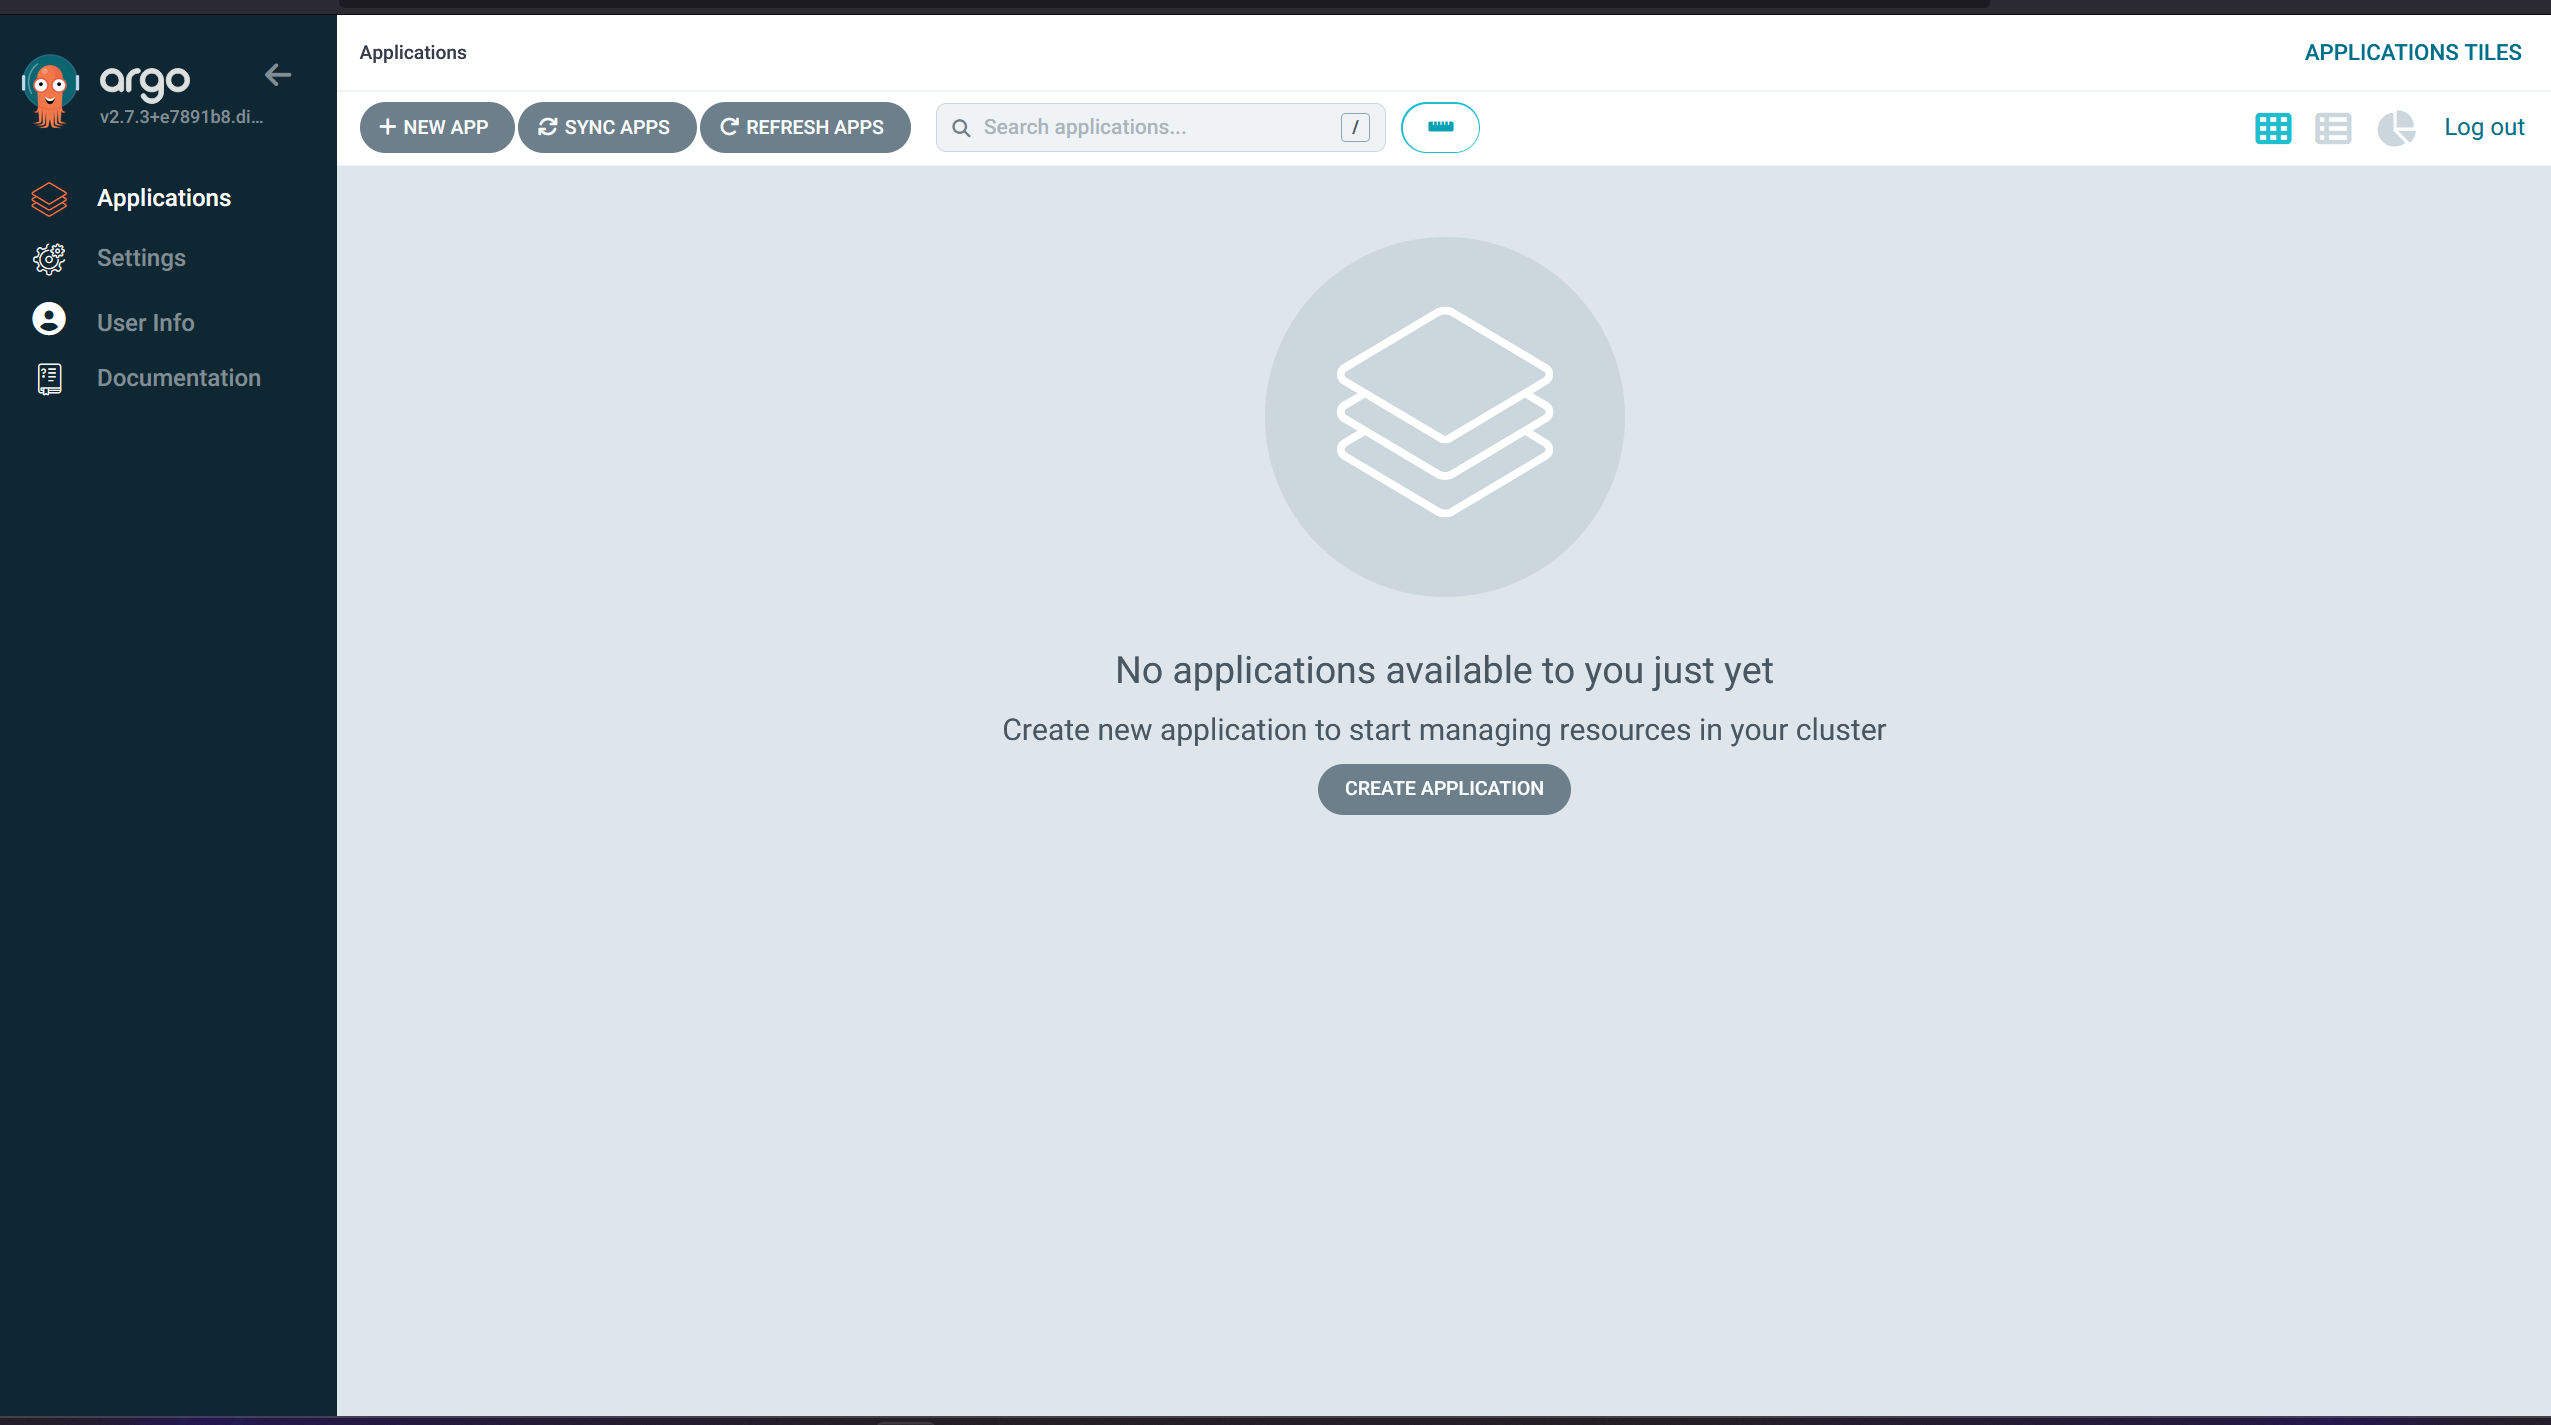 argo
v2.7.3+e7891b8.di...
Applications
Settings
User Info
Documentation
Applications
APPLICATIONS TILES
NEW APP
SYNC APPS
REFRESH APPS
Search applications...
/
Log out
No applications available to you just yet
Create new application to start managing resources in your cluster
CREATE APPLICATION